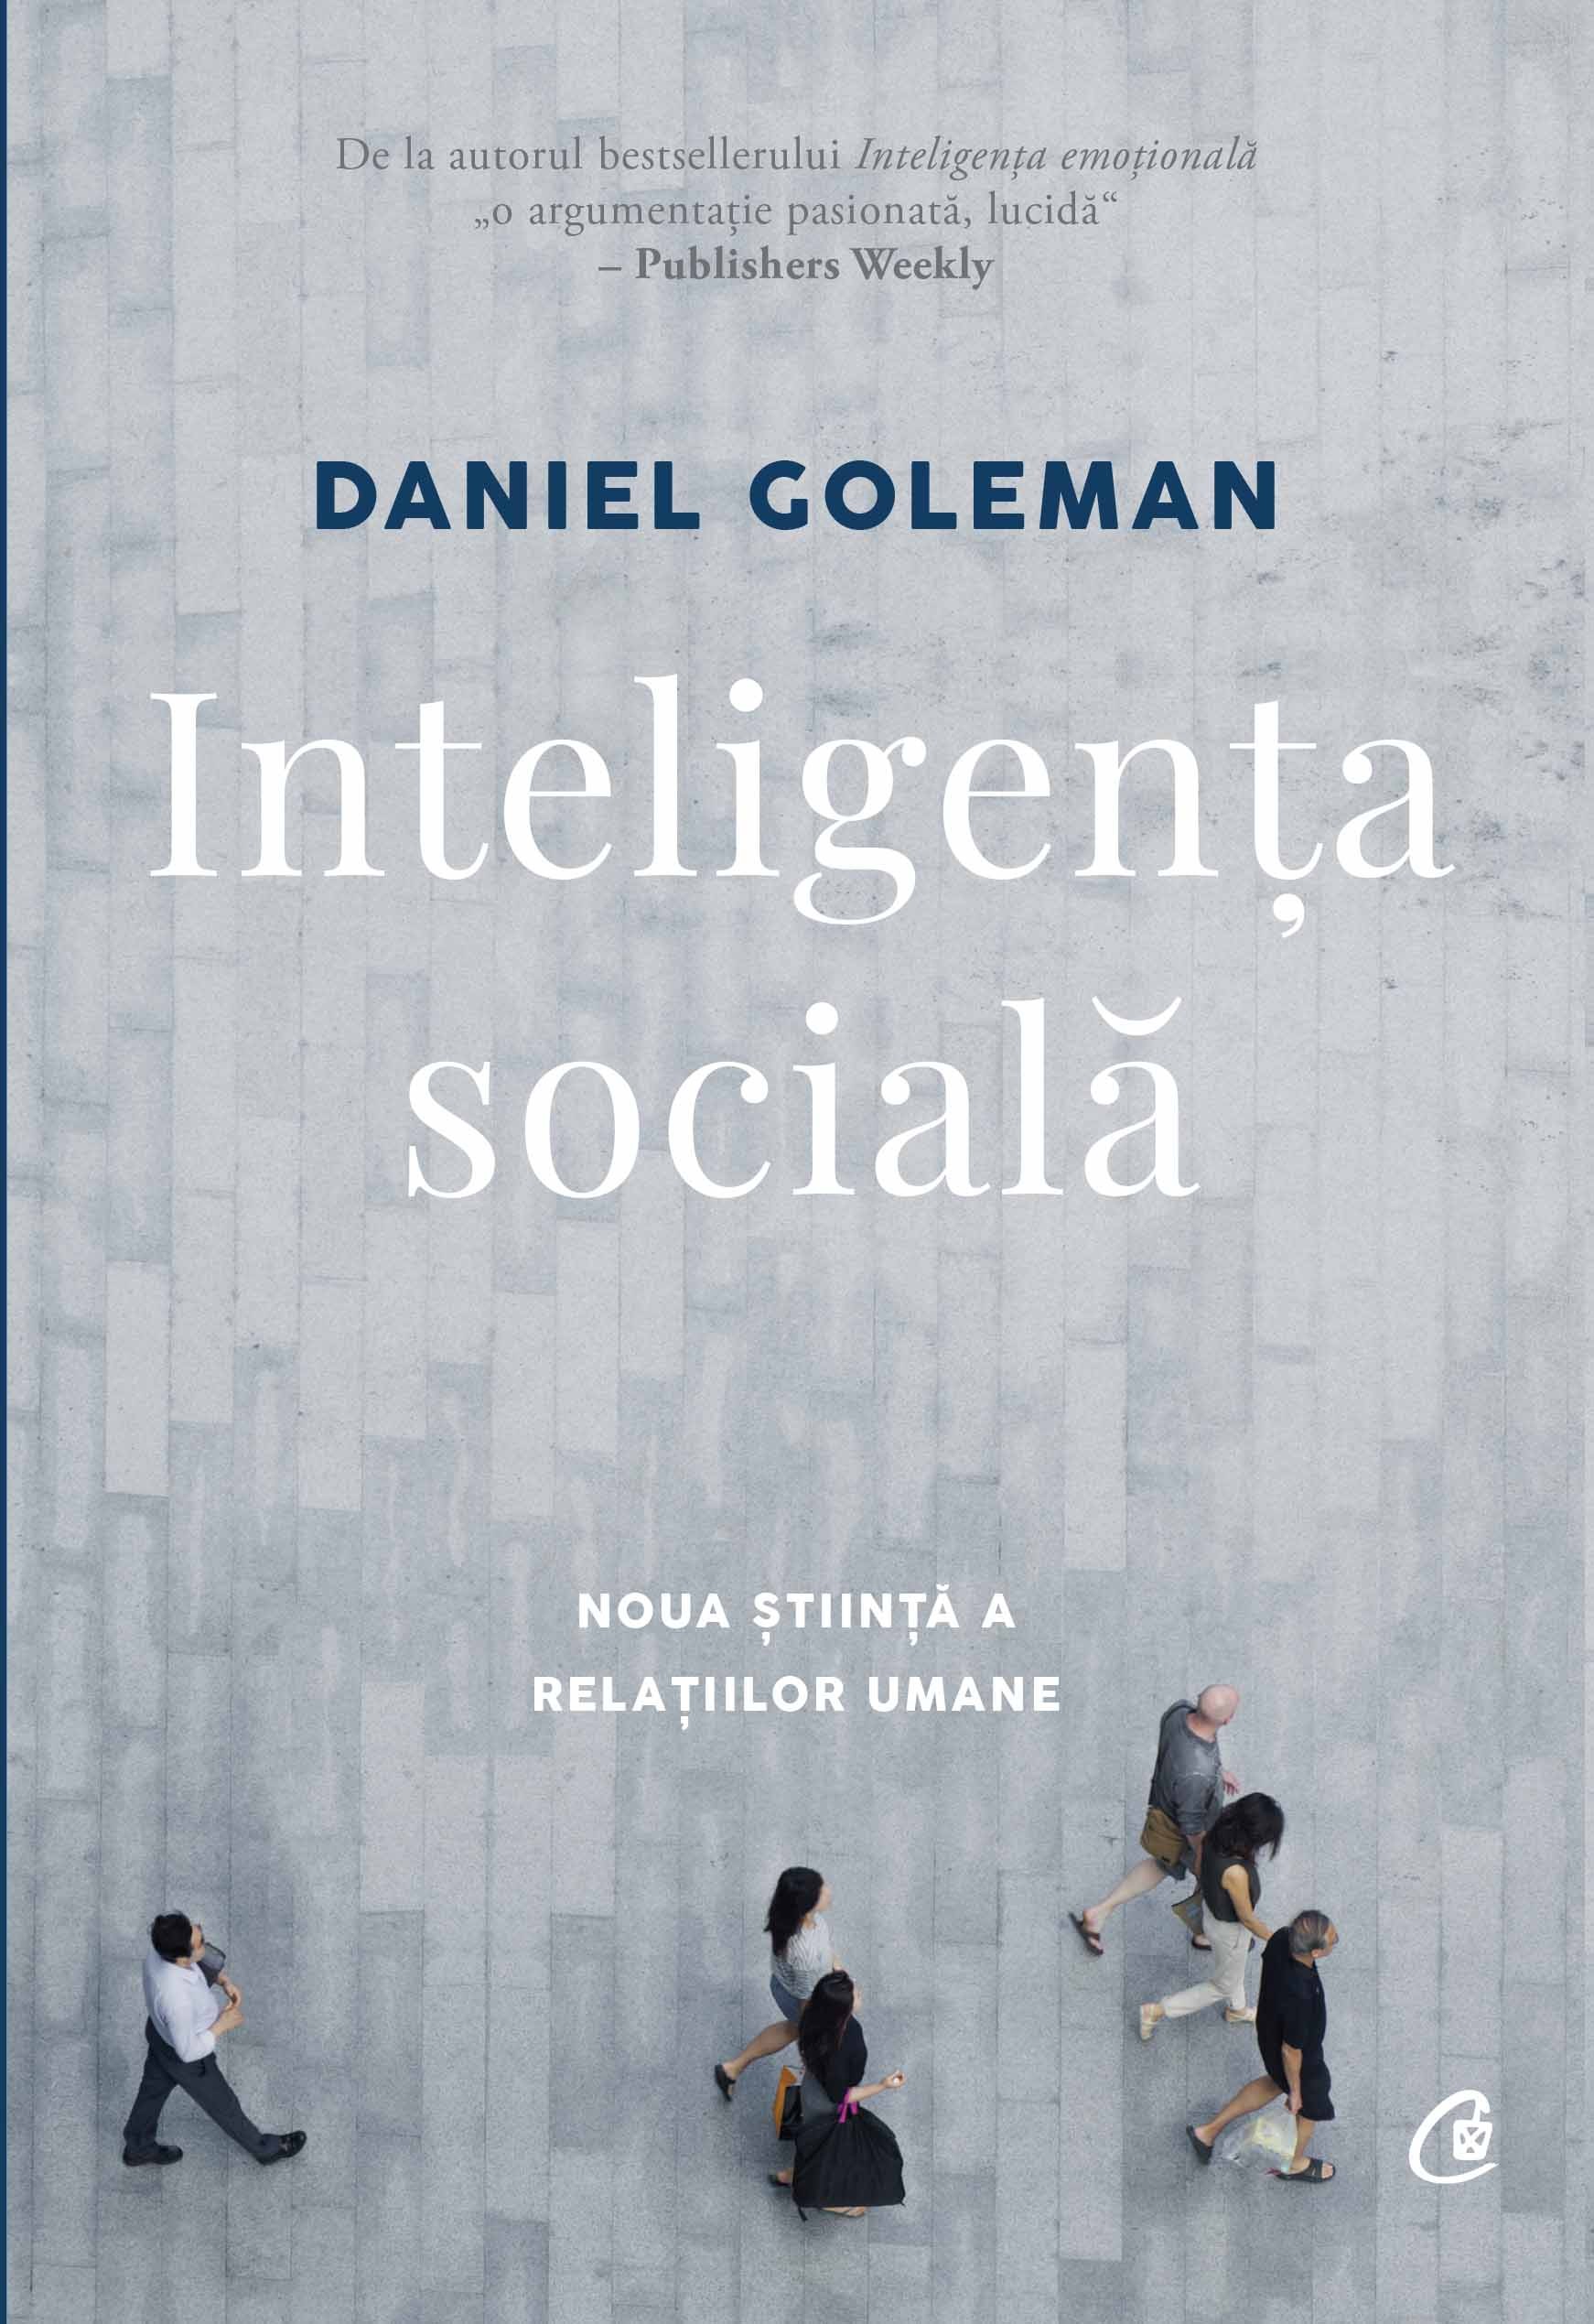 De la autorul bestsellerului Inteligența emoțională
„o argumentație pasionată, lucidă“
– Publishers Weekly
DANIEL GOLEMAN
Inteligența
socială
NOUA ȘTIINȚĂ A
RELAȚIILOR UMANE